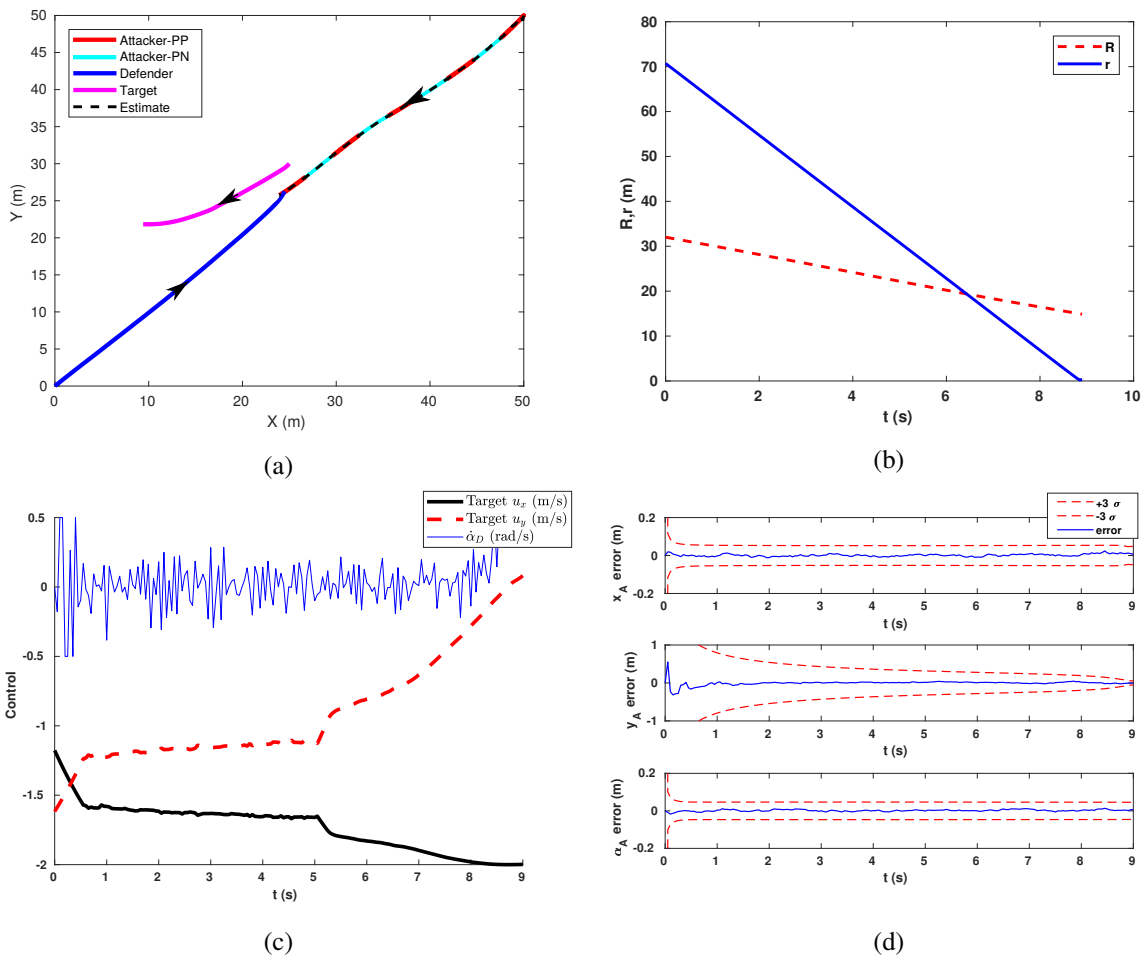 50
45
40
35
30
25
20
15
10
5
0
Y (m)
Attacker-PP
Attacker-PN
Defender
Target
Estimate
0 10 20 30 40 50
X (m)
(a)
80
70
60
50
40
30
20
10
0
R,r (m)
R
r
0 2 4 6 8 10
t (s)
(b)
0.5
0
-0.5
-1
-1.5
-2
Control
Target $u_x$ (m/s)
Target $u_y$ (m/s)
$\dot{\alpha}_D$ (rad/s)
0 1 2 3 4 5 6 7 8 9
t (s)
(c)
+3 σ
-3 σ
error
0.2
0
-0.2
x_A error (m)
0 1 2 3 4 5 6 7 8 9
t (s)
1
0
-1
y_A error (m)
0 1 2 3 4 5 6 7 8 9
t (s)
0.2
0
-0.2
α_A error (m)
0 1 2 3 4 5 6 7 8 9
t (s)
(d)